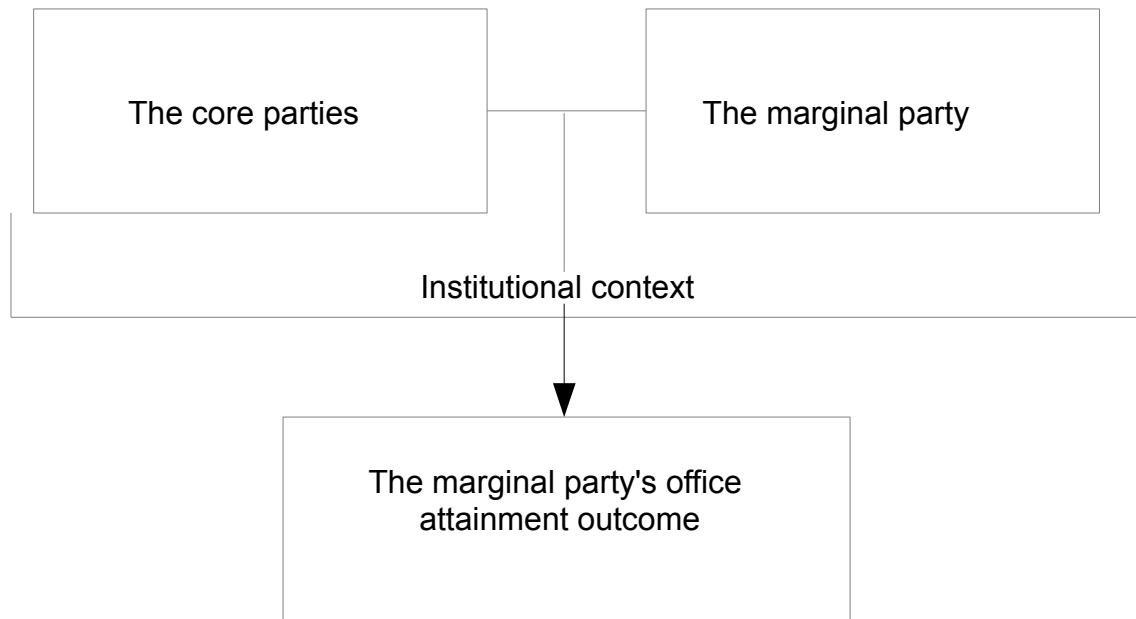 The core parties
The marginal party
Institutional context
The marginal party's office
attainment outcome